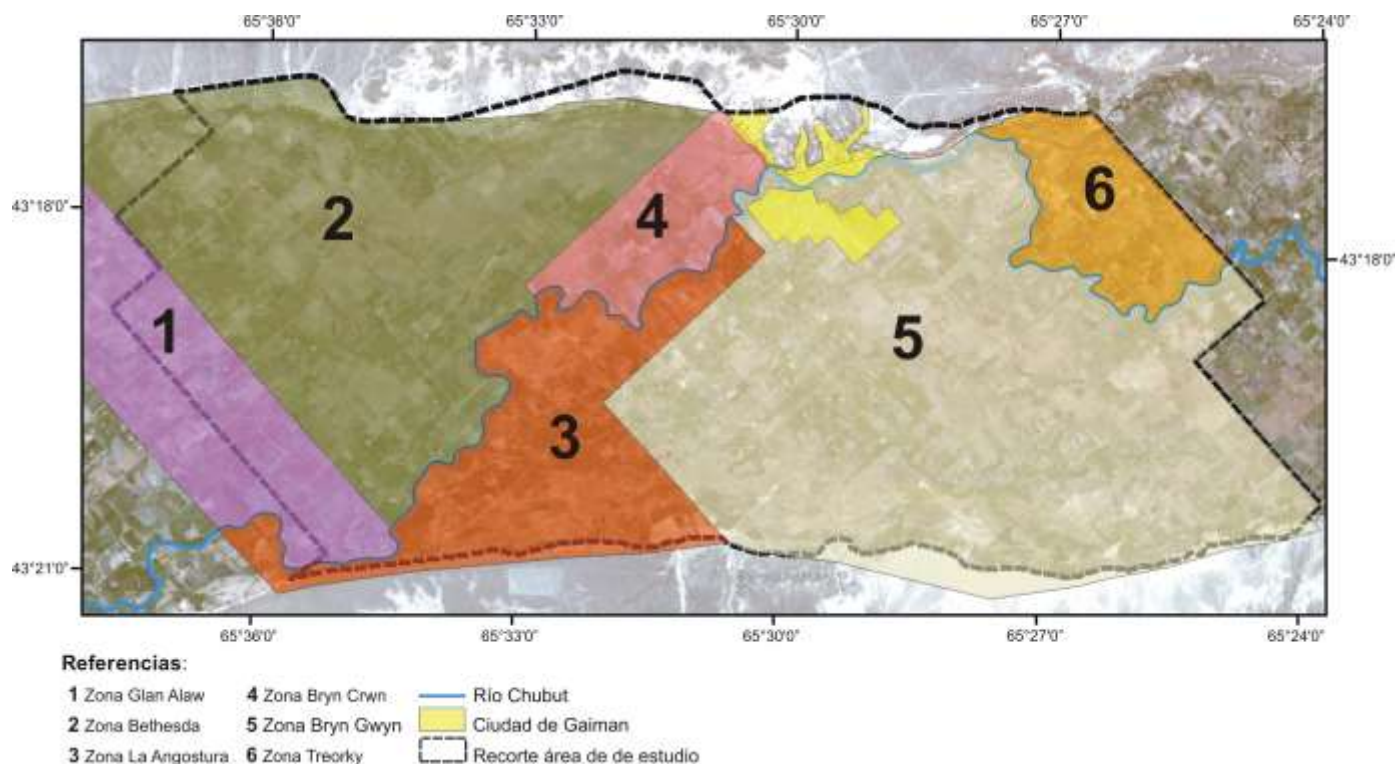 65°36'0" 65°33'0" 65°30'0" 65°27'0" 65°24'0"
43°18'0"
43°18'0"
43°21'0"
1
2
3
4
5
6
65°36'0" 65°33'0" 65°30'0" 65°27'0" 65°24'0"
Referencias:
1 Zona Glan Alaw 4 Zona Bryn Crwn Río Chubut
2 Zona Bethesda 5 Zona Bryn Gwyn Ciudad de Gaiman
3 Zona La Angostura 6 Zona Treorky Recorte área de de estudio